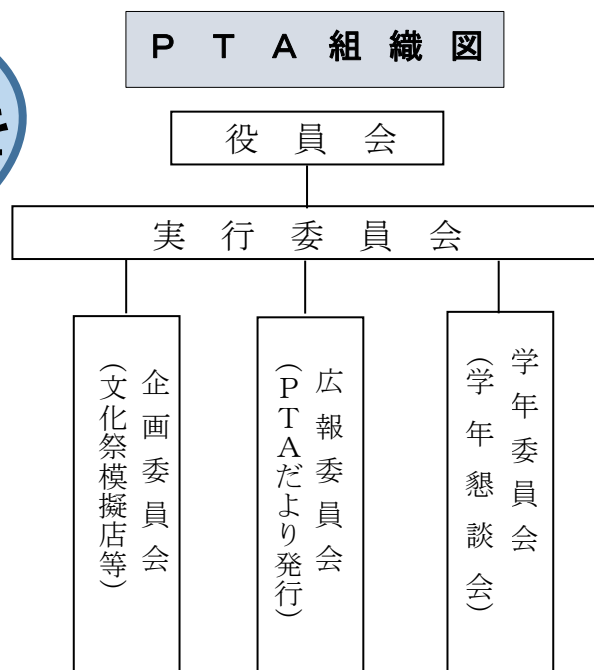 PTA組織図
役員会
実行委員会
企画委員会
(文化祭模擬店等)
広報委員会
(PTAだより発行)
学年委員会
(学年懇談会)